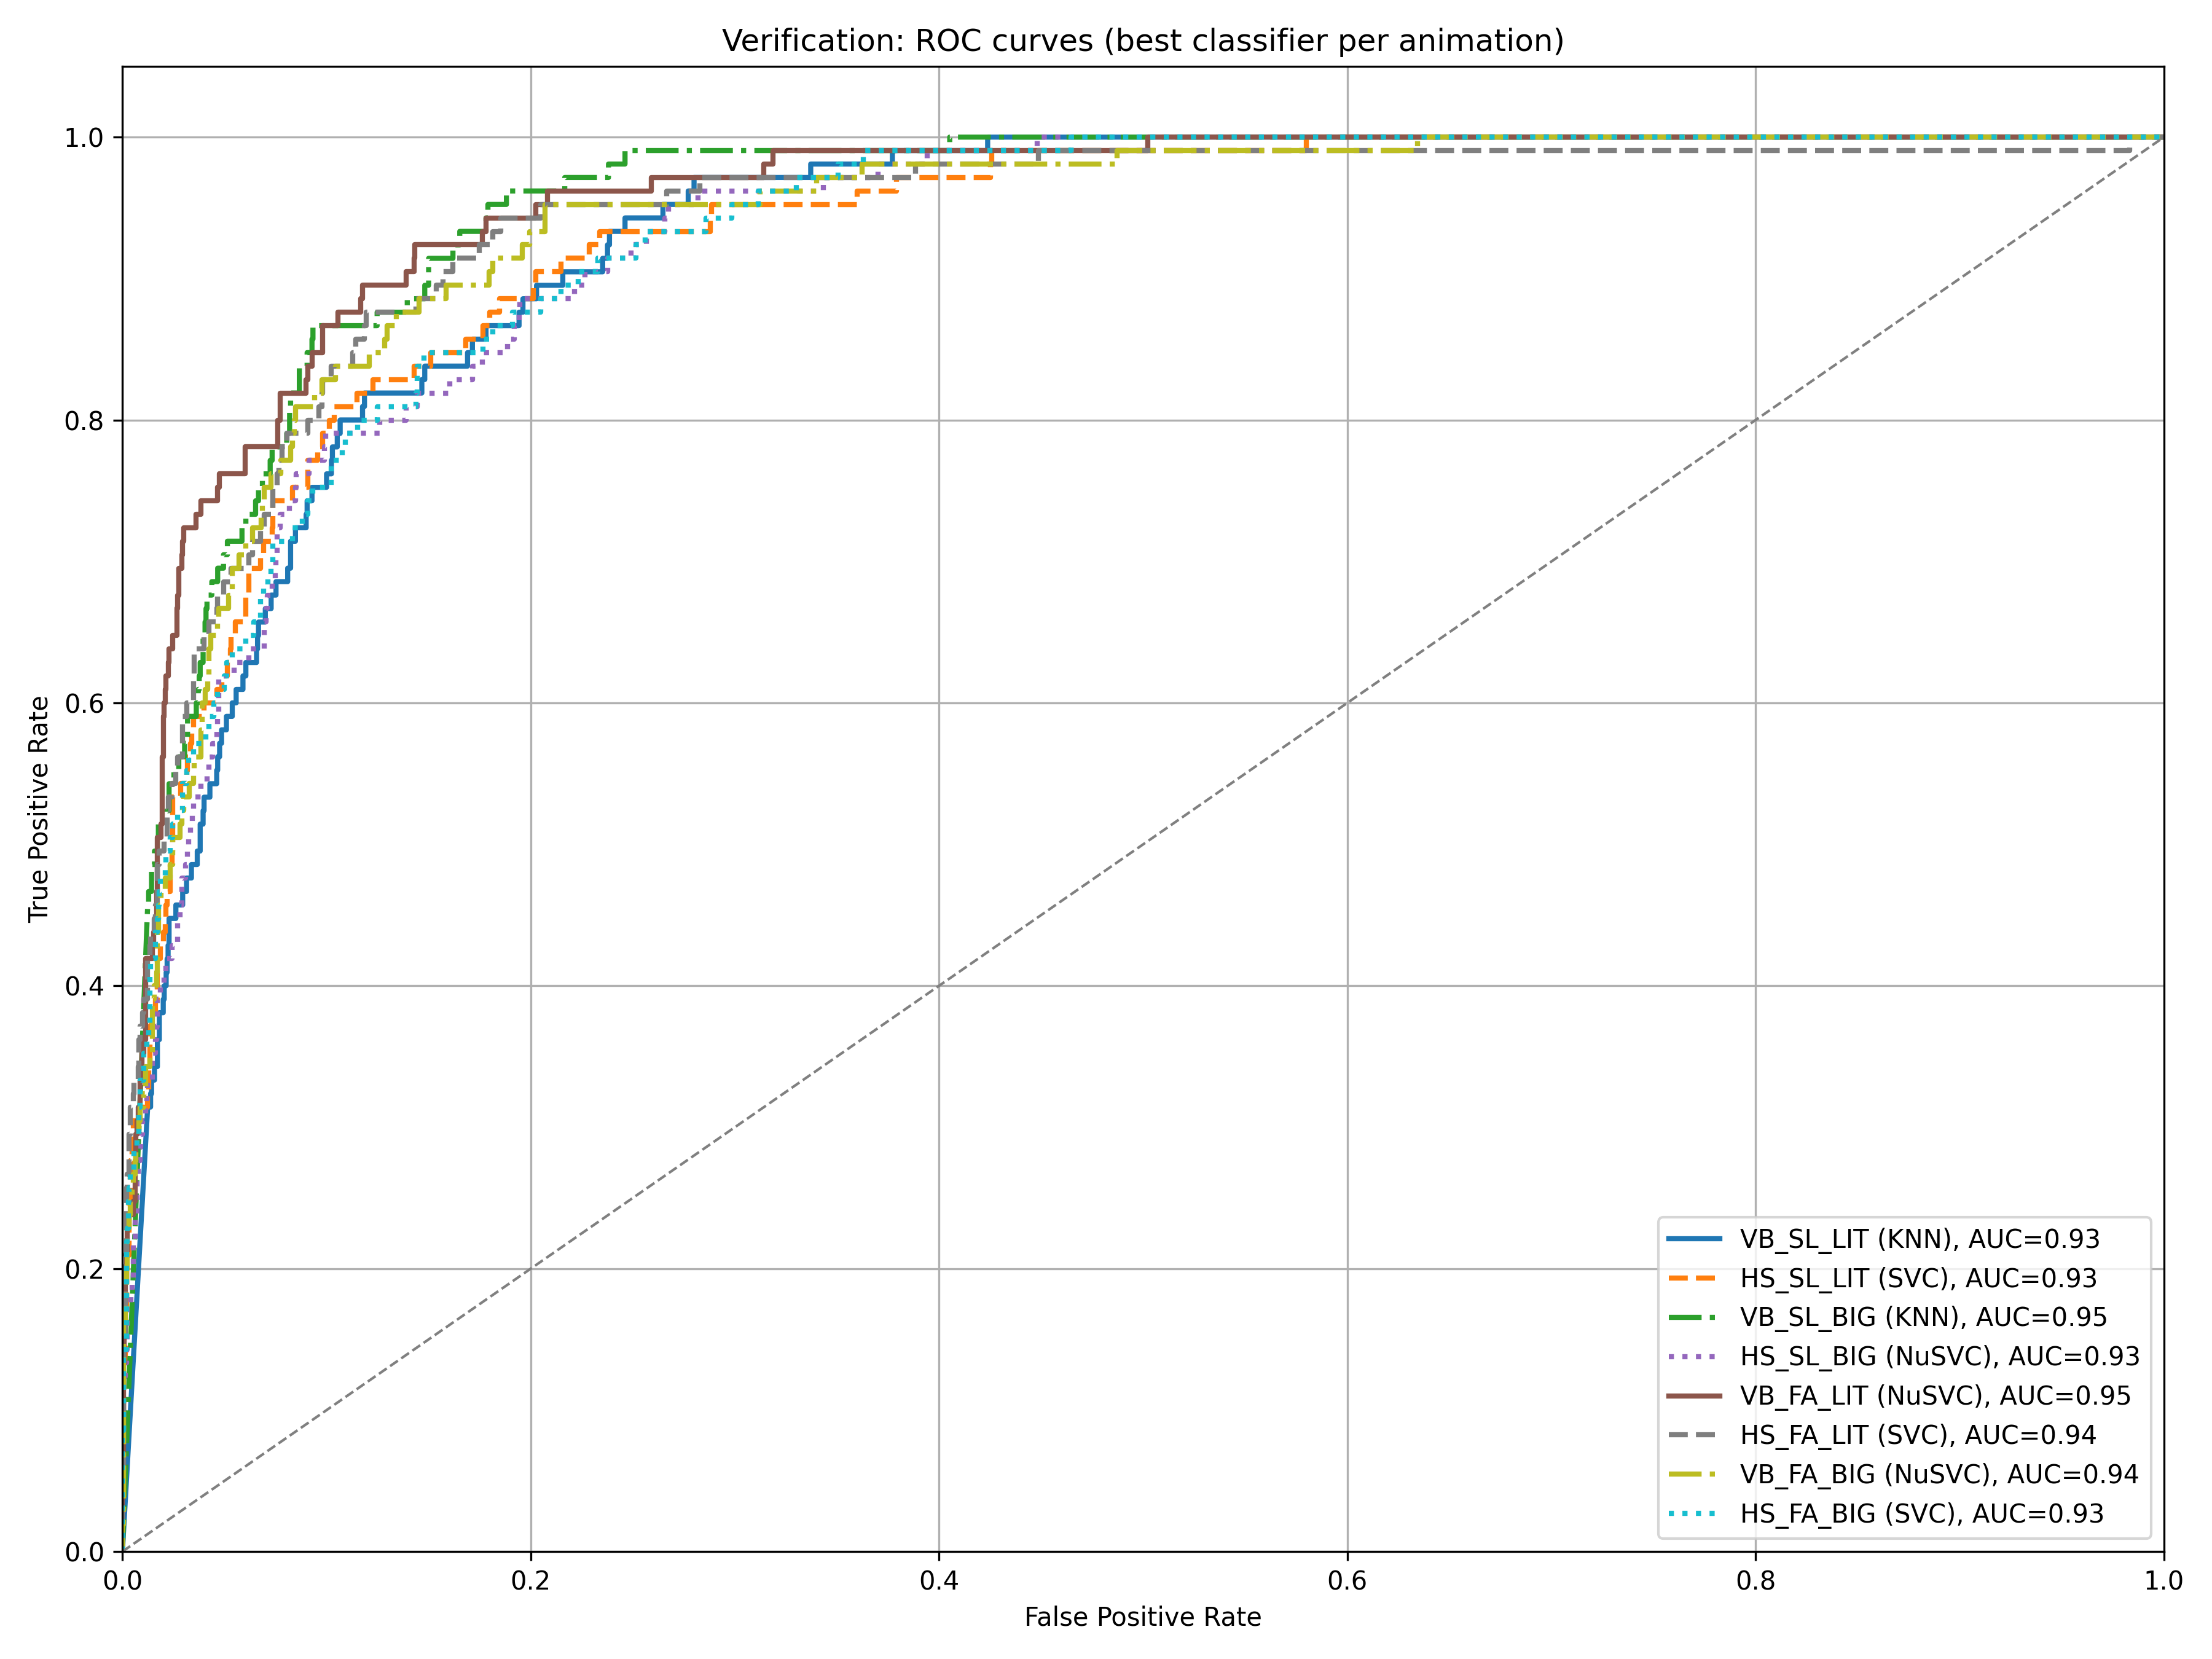 Verification: ROC curves (best classifier per animation)
1.0
0.8
0.6
0.4
0.2
0.0
True Positive Rate
0.0 0.2 0.4 0.6 0.8 1.0
False Positive Rate
VB_SL_LIT (KNN), AUC=0.93
HS_SL_LIT (SVC), AUC=0.93
VB_SL_BIG (KNN), AUC=0.95
HS_SL_BIG (NuSVC), AUC=0.93
VB_FA_LIT (NuSVC), AUC=0.95
HS_FA_LIT (SVC), AUC=0.94
VB_FA_BIG (NuSVC), AUC=0.94
HS_FA_BIG (SVC), AUC=0.93